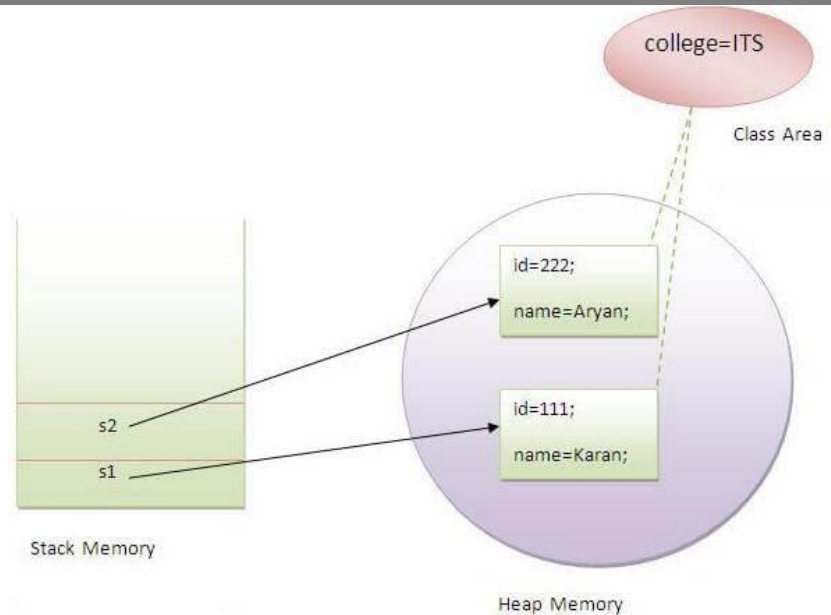 college=ITS
Class Area
id=222;
name=Aryan;
s2
id=111;
name=Karan;
s1
Stack Memory
Heap Memory